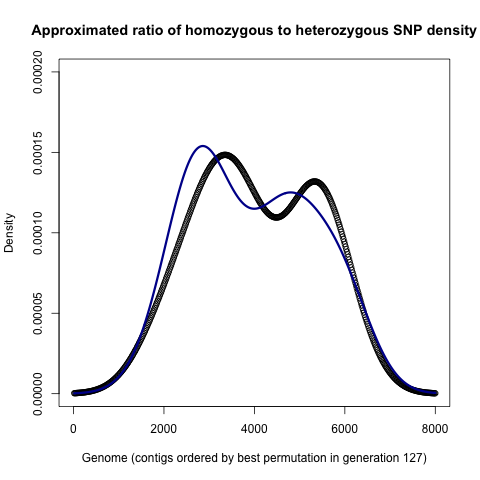 Approximated ratio of homozygous to heterozygous SNP density
0.00020
0.00015
0.00010
0.00005
0.00000
Density
0 2000 4000 6000 8000
Genome (contigs ordered by best permutation in generation 127)